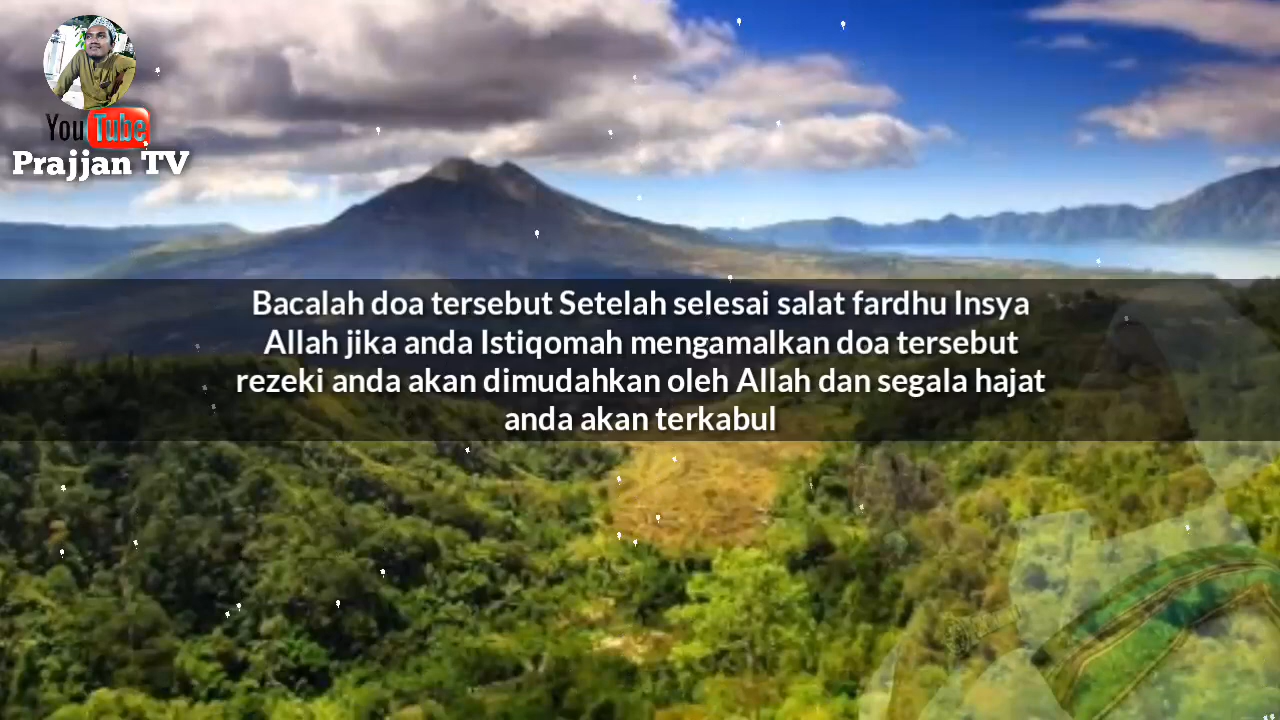 YouTube
Prajjan TV
Bacalah doa tersebut Setelah selesai salat fardhu Insya
Allah jika anda Istiqomah mengamalkan doa tersebut
rezeki anda akan dimudahkan oleh Allah dan segala hajat
anda akan terkabul